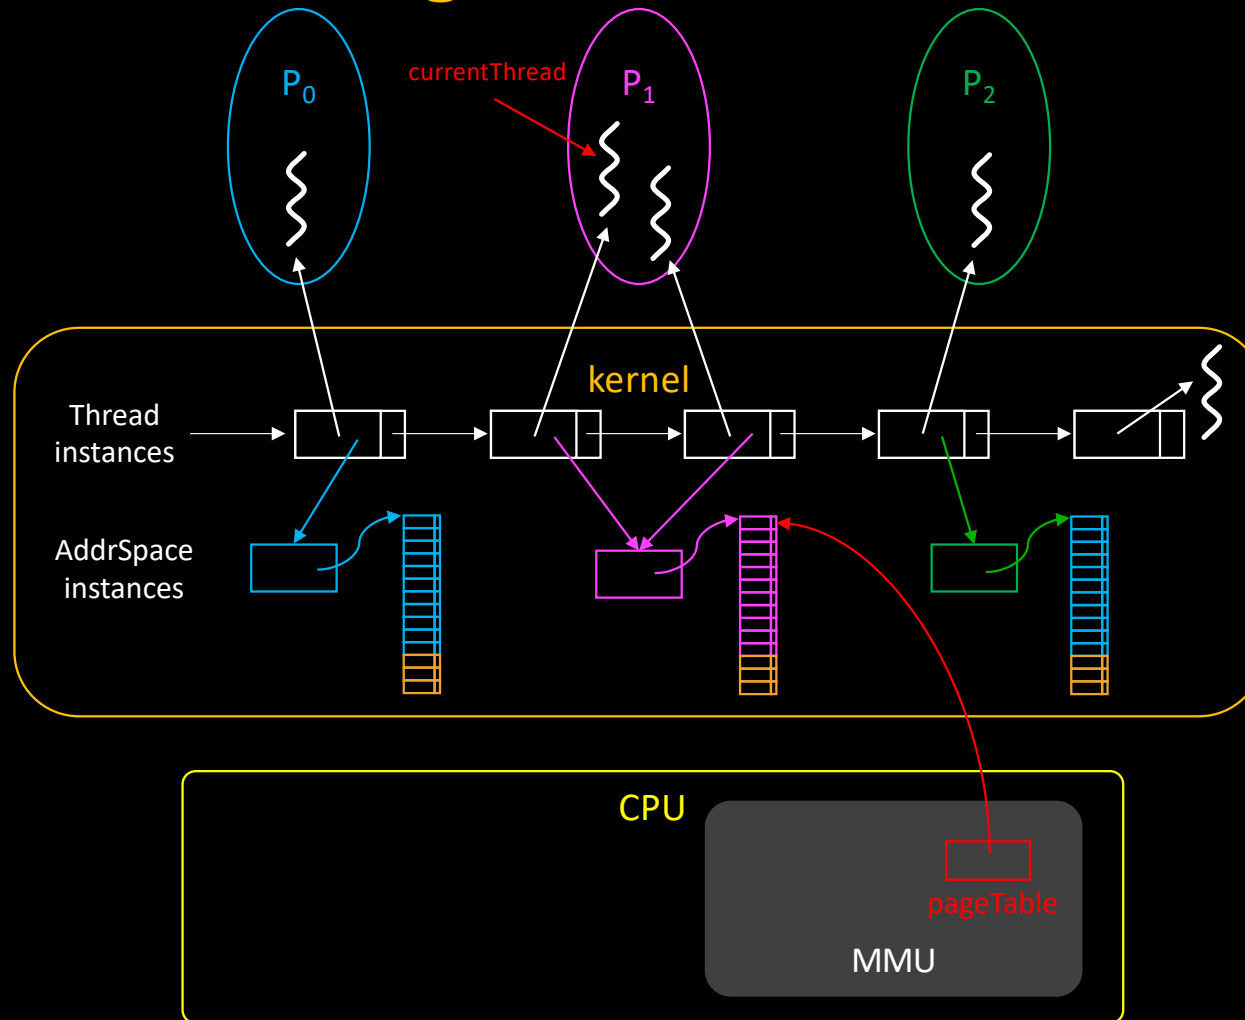 currentThread
P0
P1
P2
kernel
Thread
instances
AddrSpace
instances
CPU
pageTable
MMU